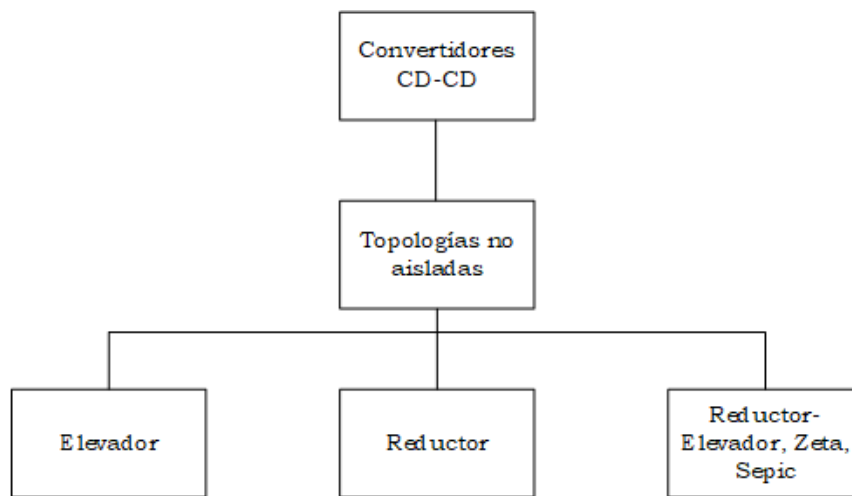 Convertidores
CD-CD
Topologías no
aisladas
Elevador
Reductor
Reductor-
Elevador, Zeta,
Sepic